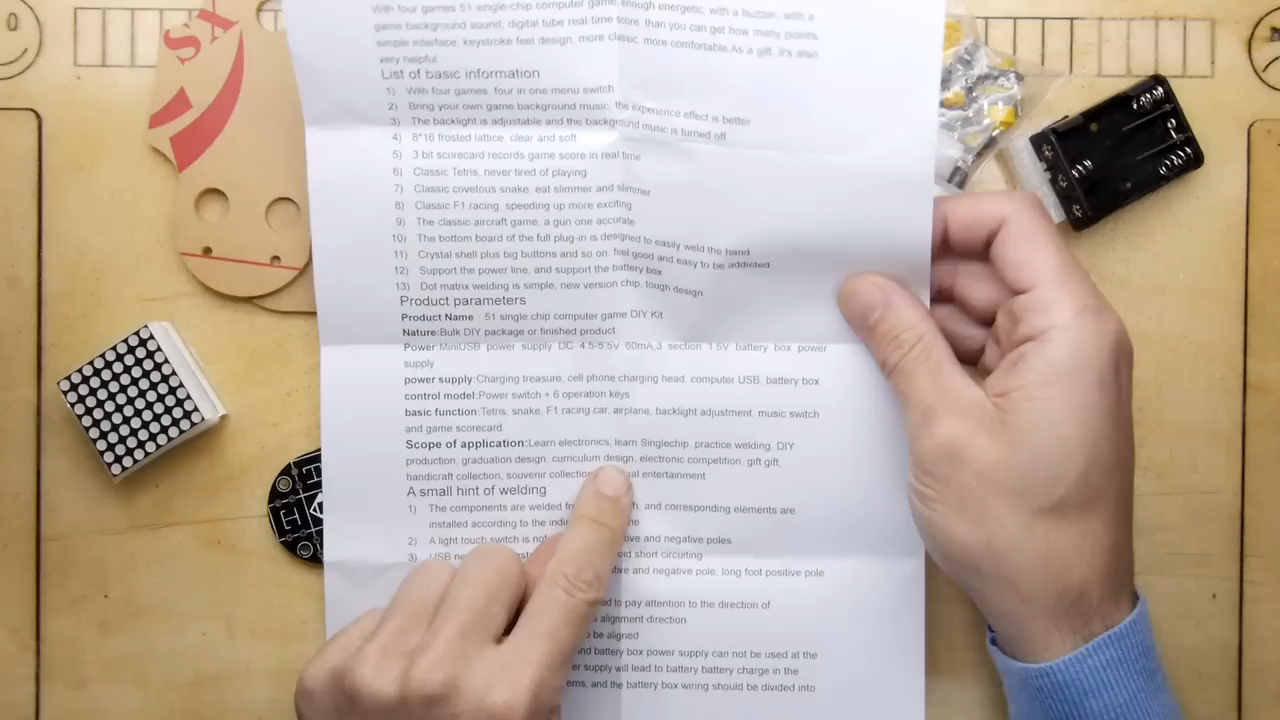 With four games 51 single-chip computer game, enough energetic, with a buzzer, with a
game background sound, digital tube real-time score, than you can get how many points,
simple interface, keystroke feel design, more classic, more comfortable.As a gift, it's also
very helpful
List of basic information
1) With four games, four in one menu switch
2) Bring your own game background music, the experience effect is better
3) The backlight is adjustable and the background music is turned off
4) 8*16 frosted lattice, clear and soft
5) 3 bit scorecard records game score in real time
6) Classic Tetris, never tired of playing
7) Classic covetous snake, eat slimmer and slimmer
8) Classic F1 racing, speeding up more exciting
9) The classic aircraft game, a gun one accurate
10) The bottom board of the full plug-in is designed to easily weld the hand
11) Crystal shell plus big buttons and so on, feel good and easy to be addicted
12) Support the power line, and support the battery box
13) Dot matrix welding is simple, new version chip, tough design
Product parameters
Product Name : 51 single chip computer game DIY Kit
Nature:Bulk DIY package or finished product
Power:MiniUSB power supply DC 4.5-5.5V 60mA,3 section 1.5V battery box power
supply
power supply:Charging treasure, cell phone charging head, computer USB, battery box
control model:Power switch + 6 operation keys
basic function:Tetris, snake, F1 racing car, airplane, backlight adjustment, music switch
and game scorecard
Scope of application:Learn electronics, learn Singlechip, practice welding, DIY
production, graduation design, curriculum design, electronic competition, gift gift,
handicraft collection, souvenir collection entertainment
A small hint of welding
1) The components are welded and corresponding elements are
installed according to the
2) A light touch switch is not and negative poles
3) USB short circuiting
and negative pole, long foot positive pole
to pay attention to the direction of
alignment direction
be aligned
and battery box power supply can not be used at the
supply will lead to battery battery charge in the
and the battery box wiring should be divided into
SX